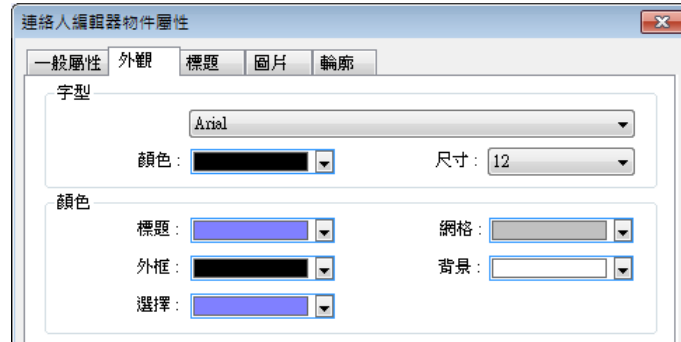 連絡人編輯器物件屬性
一般屬性 外觀 標題 圖片 輪廓
字型
Arial
顏色： 尺寸： 12
顏色
標題： 網格：
外框： 背景：
選擇：